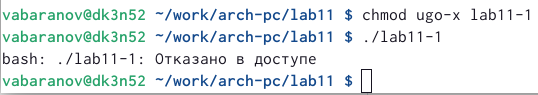 vabaranov@dk3n52 ~/work/arch-pc/lab11 $ chmod ugo-x lab11-1
vabaranov@dk3n52 ~/work/arch-pc/lab11 $ ./lab11-1
bash: ./lab11-1: Отказано в доступе
vabaranov@dk3n52 ~/work/arch-pc/lab11 $